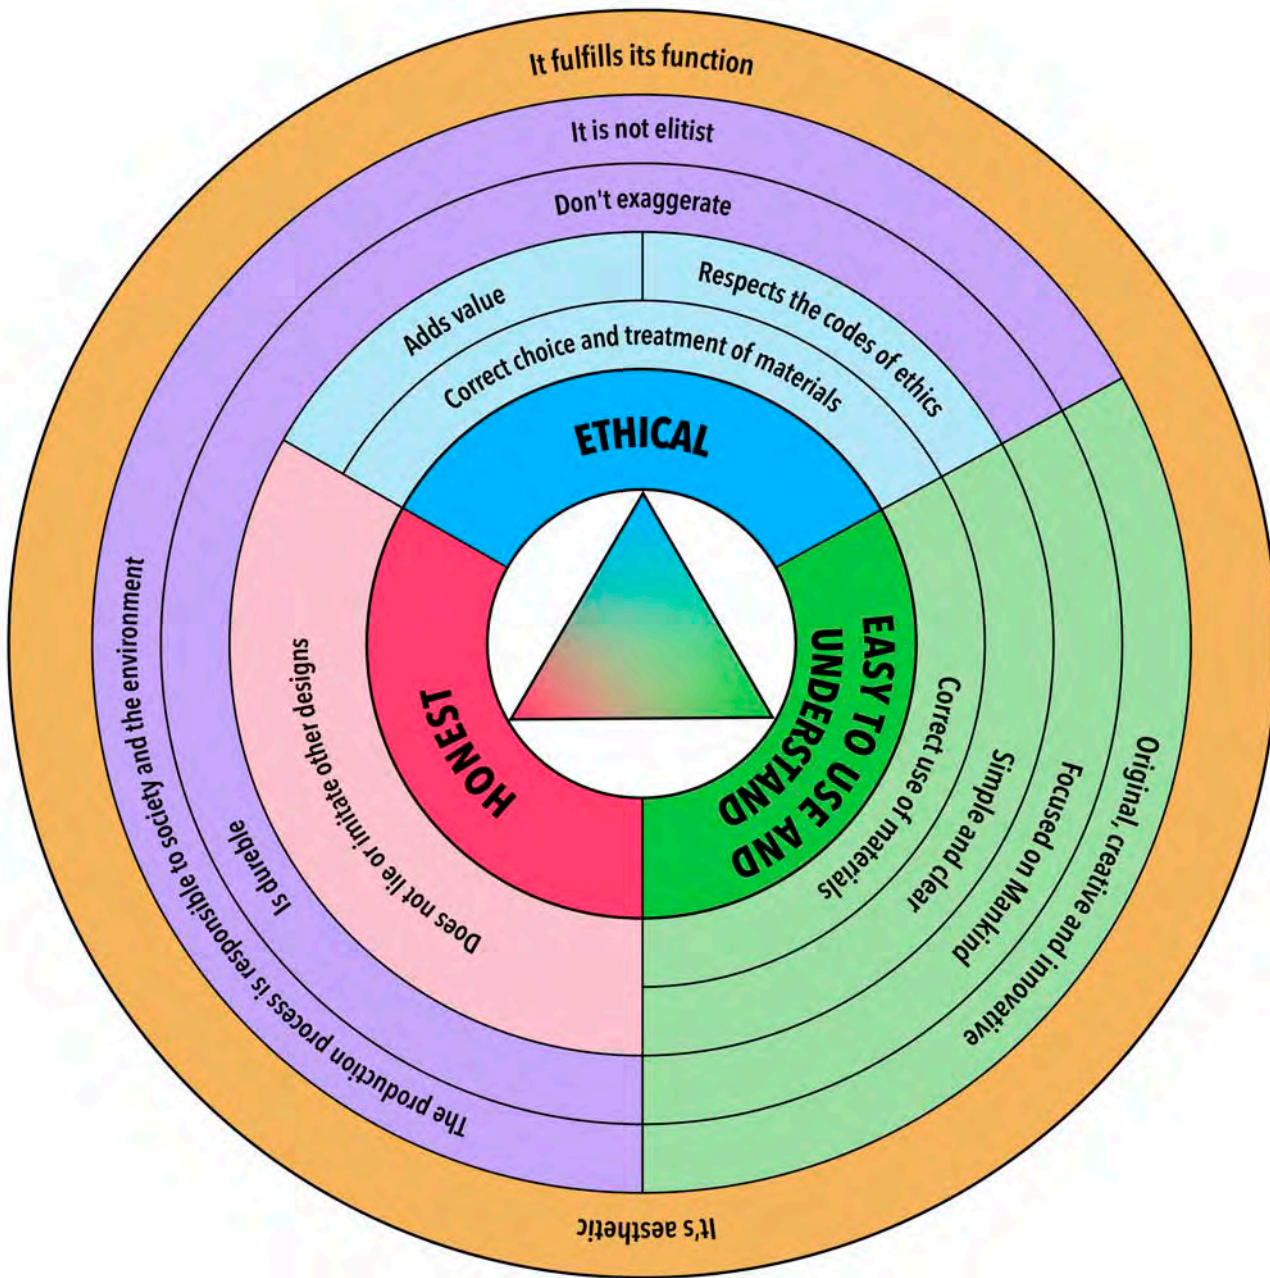 It fulfills its function
It is not elitist
Don't exaggerate
Adds value
Respects the codes of ethics
Correct choice and treatment of materials
ETHICAL
EASY TO USE AND
UNDERSTAND
Correct use of materials
Simple and clear
Focused on Mankind
Original, creative and innovative
HONEST
Does not lie or imitate other designs
Is dureble
The production process is responsible to society and the environment
It's aesthetic